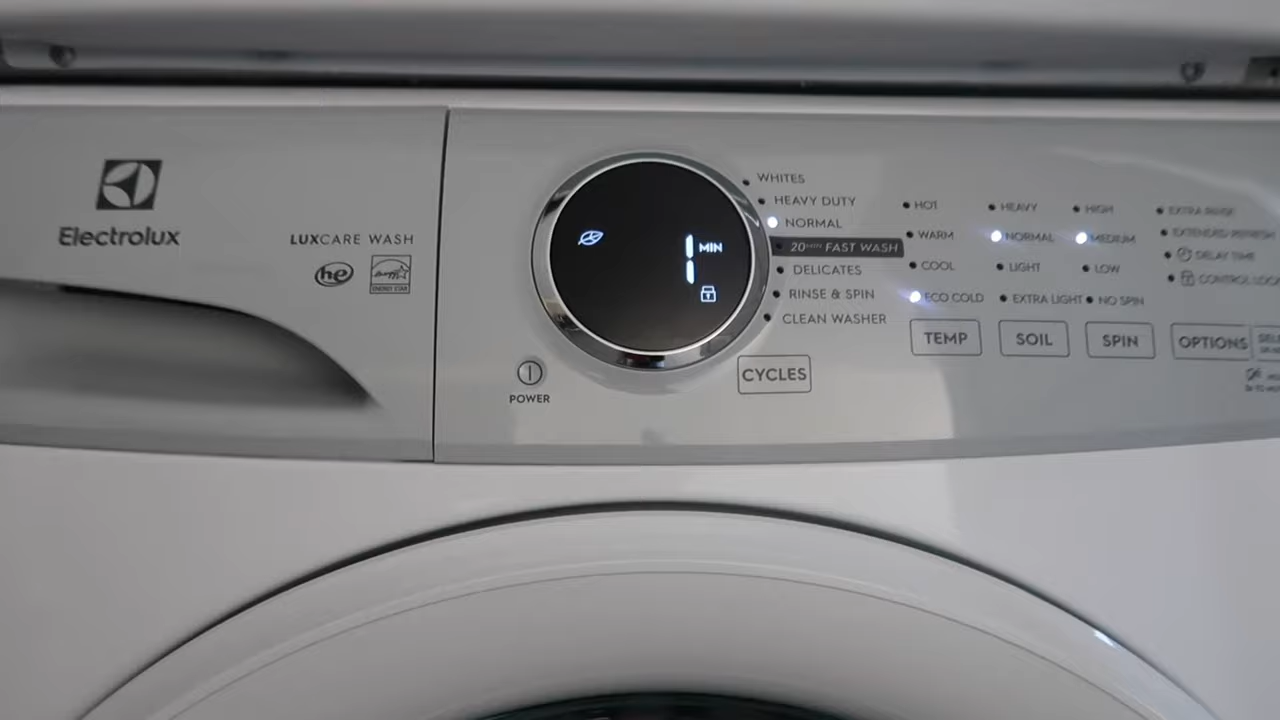 Electrolux
LUXCARE WASH
he
ENERGY STAR
1 MIN
POWER
WHITES
HEAVY DUTY
NORMAL
20MIN FAST WASH
DELICATES
RINSE & SPIN
CLEAN WASHER
CYCLES
HOT
WARM
COOL
ECO COLD
TEMP
HEAVY
NORMAL
LIGHT
EXTRA LIGHT
SOIL
HIGH
MEDIUM
LOW
NO SPIN
SPIN
EXTRA RINSE
EXTENDED REFRESH
DELAY TIME
CONTROL LOCK
OPTIONS